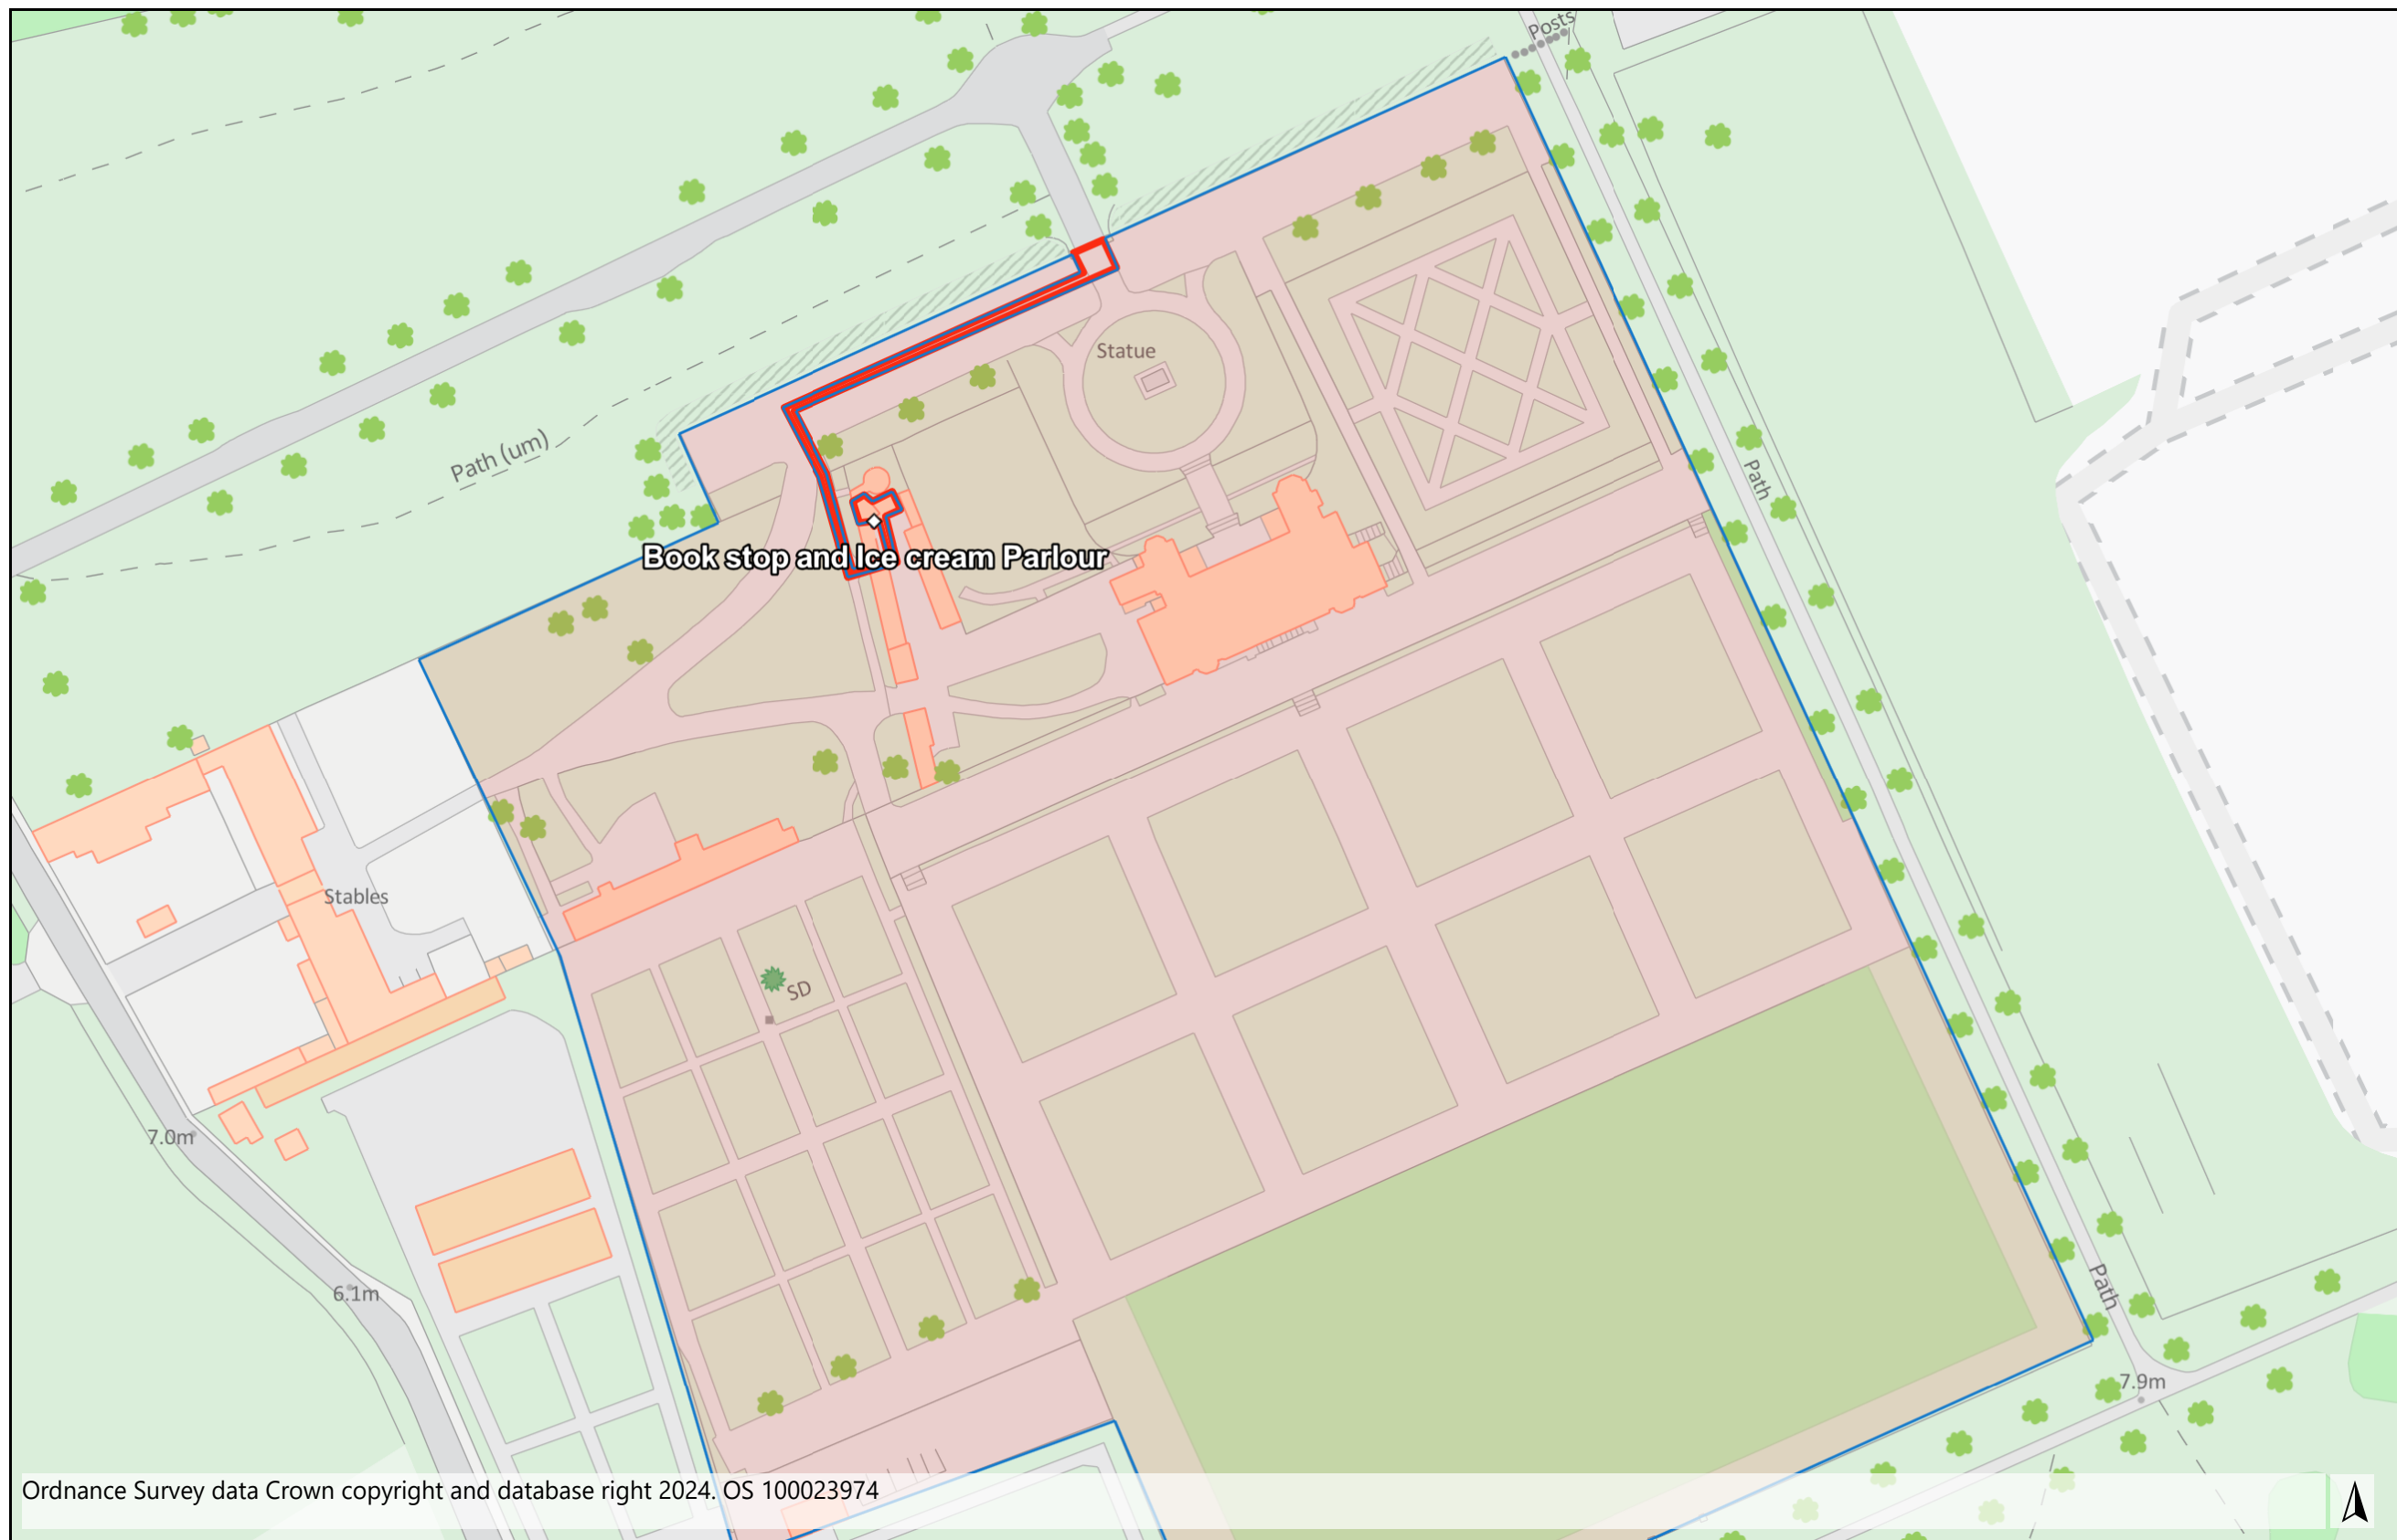 Posts
Statue
Path (um)
Path
Book stop and Ice cream Parlour
Stables
SD
7.0m
6.1m
Path
7.9m
Ordnance Survey data Crown copyright and database right 2024. OS 100023974